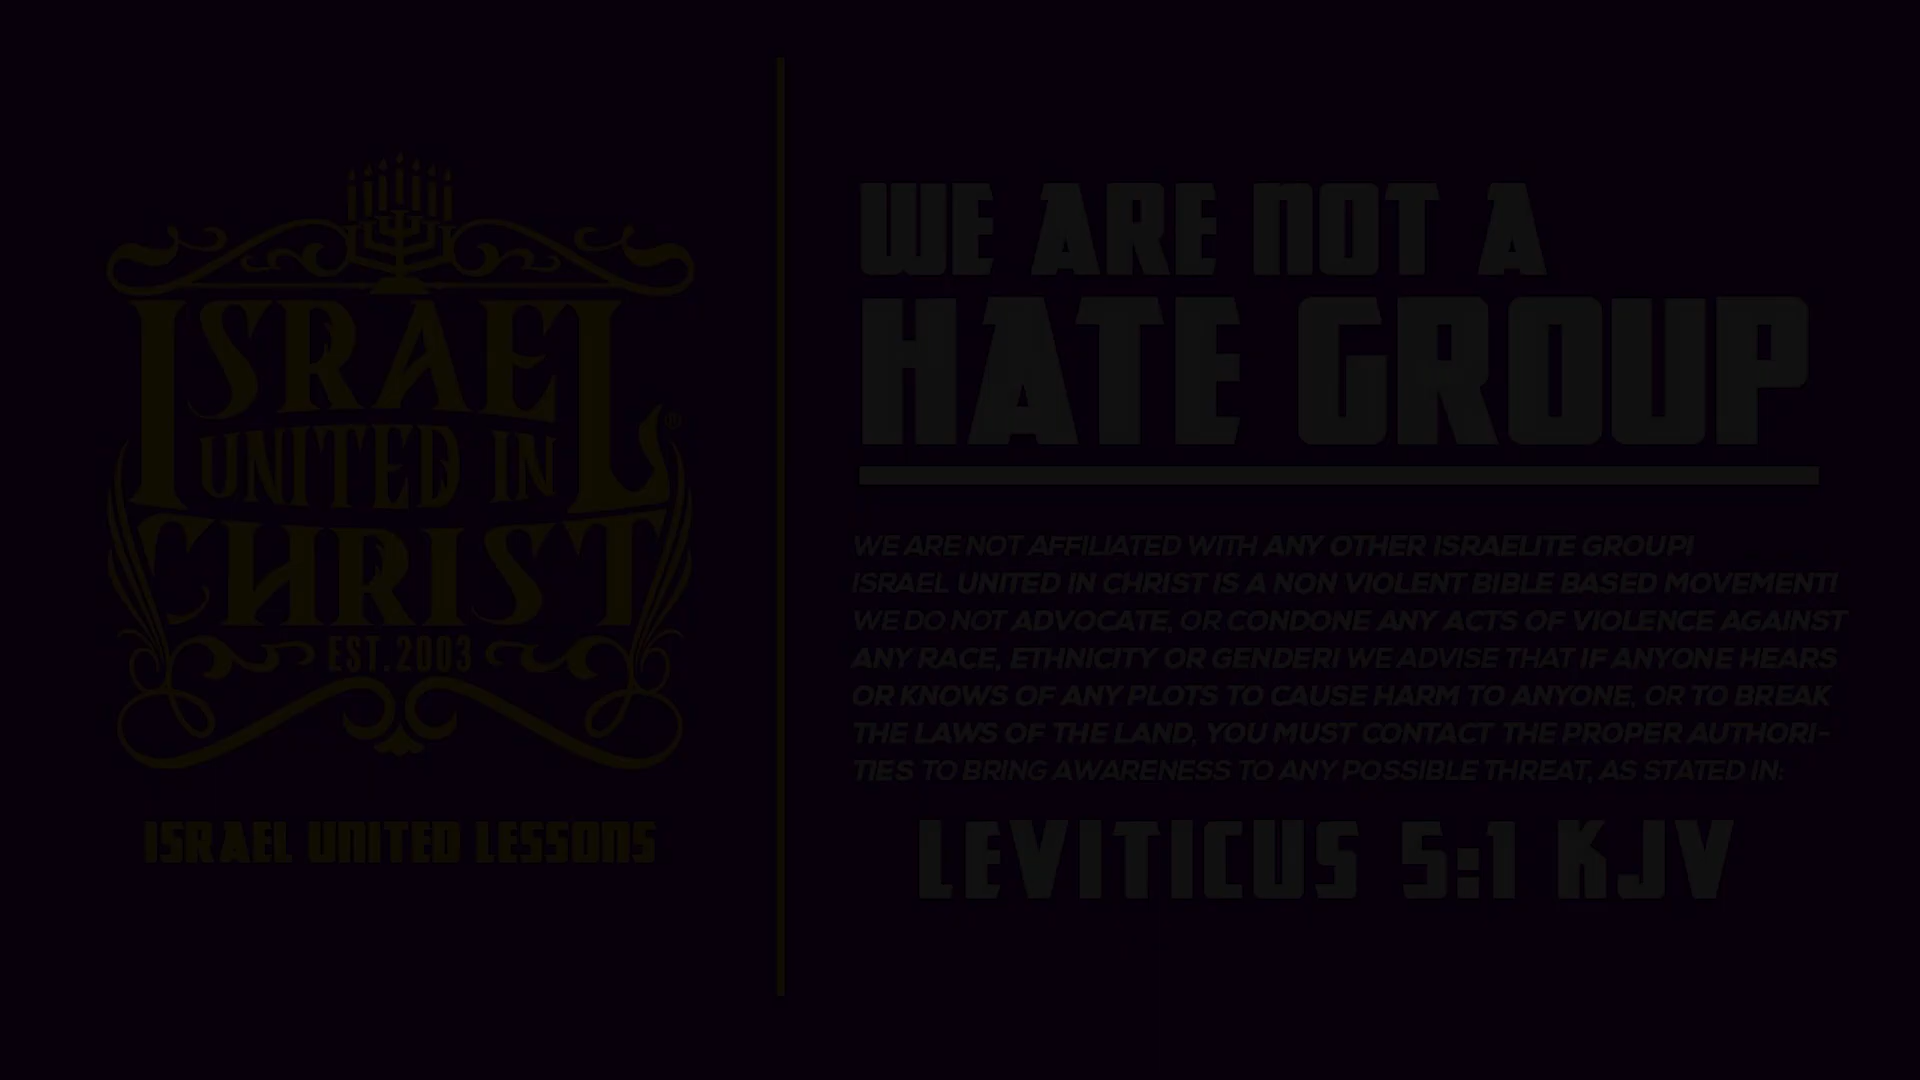 ISRAEL
UNITED IN
CHRIST
®
EST. 2003
ISRAEL UNITED LESSONS
WE ARE NOT A
HATE GROUP
WE ARE NOT AFFILIATED WITH ANY OTHER ISRAELITE GROUP!
ISRAEL UNITED IN CHRIST IS A NON VIOLENT BIBLE BASED MOVEMENT!
WE DO NOT ADVOCATE, OR CONDONE ANY ACTS OF VIOLENCE AGAINST
ANY RACE, ETHNICITY OR GENDER! WE ADVISE THAT IF ANYONE HEARS
OR KNOWS OF ANY PLOTS TO CAUSE HARM TO ANYONE, OR TO BREAK
THE LAWS OF THE LAND, YOU MUST CONTACT THE PROPER AUTHORI-
TIES TO BRING AWARENESS TO ANY POSSIBLE THREAT, AS STATED IN:
LEVITICUS 5:1 KJV